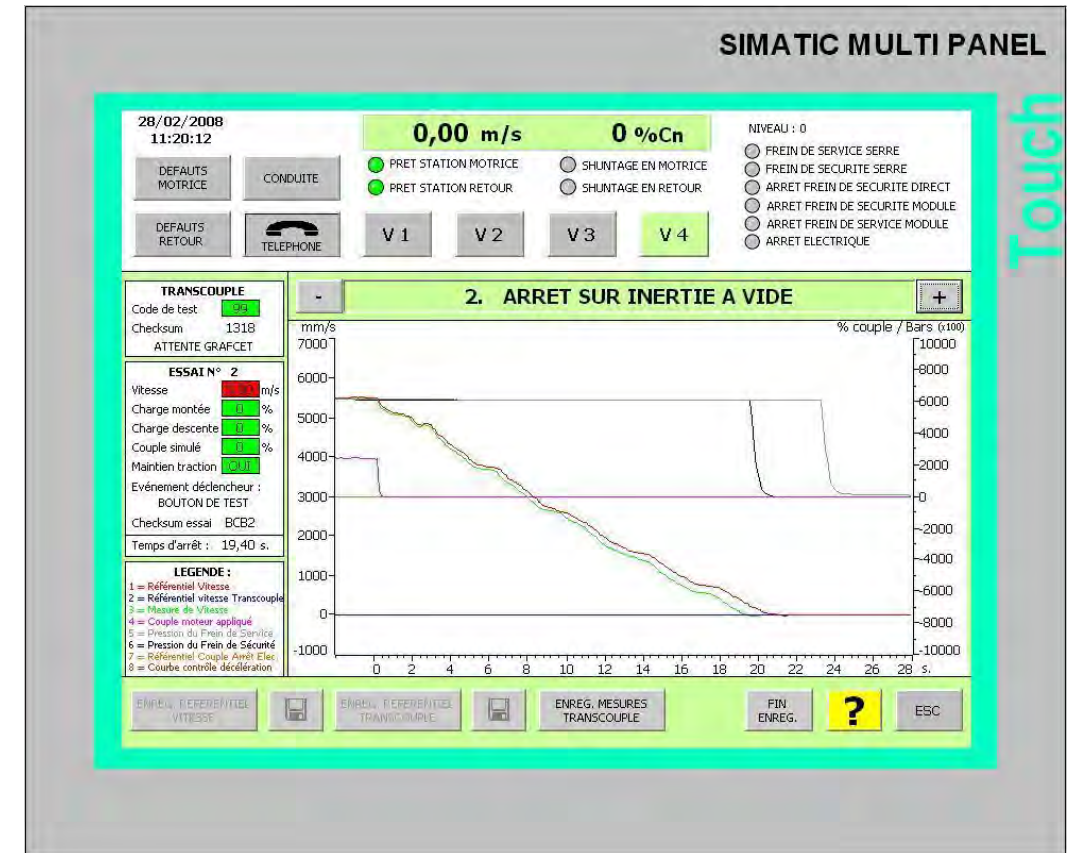 SIMATIC MULTI PANEL
Touch
28/02/2008
11:20:12
DEFAUTS
MOTRICE
CONDUITE
DEFAUTS
RETOUR
TELEPHONE
0,00 m/s
0 %Cn
PRET STATION MOTRICE
SHUNTAGE EN MOTRICE
PRET STATION RETOUR
SHUNTAGE EN RETOUR
V 1
V 2
V 3
V 4
NIVEAU : 0
FREIN DE SERVICE SERRE
FREIN DE SECURITE SERRE
ARRET FREIN DE SECURITE DIRECT
ARRET FREIN DE SECURITE MODULE
ARRET FREIN DE SERVICE MODULE
ARRET ELECTRIQUE
TRANSCOUPLE
Code de test 99
Checksum 1318
ATTENTE GRAFCET
ESSAI N° 2
Vitesse m/s
Charge montée 0 %
Charge descente 0 %
Couple simulé 0 %
Maintien traction OUI
Evénement déclencheur :
BOUTON DE TEST
Checksum essai BCB2
Temps d'arrêt : 19,40 s.
LEGENDE :
1 = Référentiel Vitesse
2 = Référentiel vitesse Transcouple
3 = Mesure de Vitesse
4 = Couple moteur appliqué
5 = Pression du Frein de Service
6 = Pression du Frein de Sécurité
7 = Référentiel Couple Arrêt Elec
8 = Courbe contrôle décélération
-
2. ARRET SUR INERTIE A VIDE
+
mm/s
% couple / Bars (x100)
7000
6000
5000
4000
3000
2000
1000
0
-1000
10000
8000
6000
4000
2000
0
-2000
-4000
-6000
-8000
-10000
0 2 4 6 8 10 12 14 16 18 20 22 24 26 28 s.
ENREG. REFERENTIEL
VITESSE
ENREG. REFERENTIEL
TRANSCOUPLE
ENREG. MESURES
TRANSCOUPLE
FIN
ENREG.
?
ESC